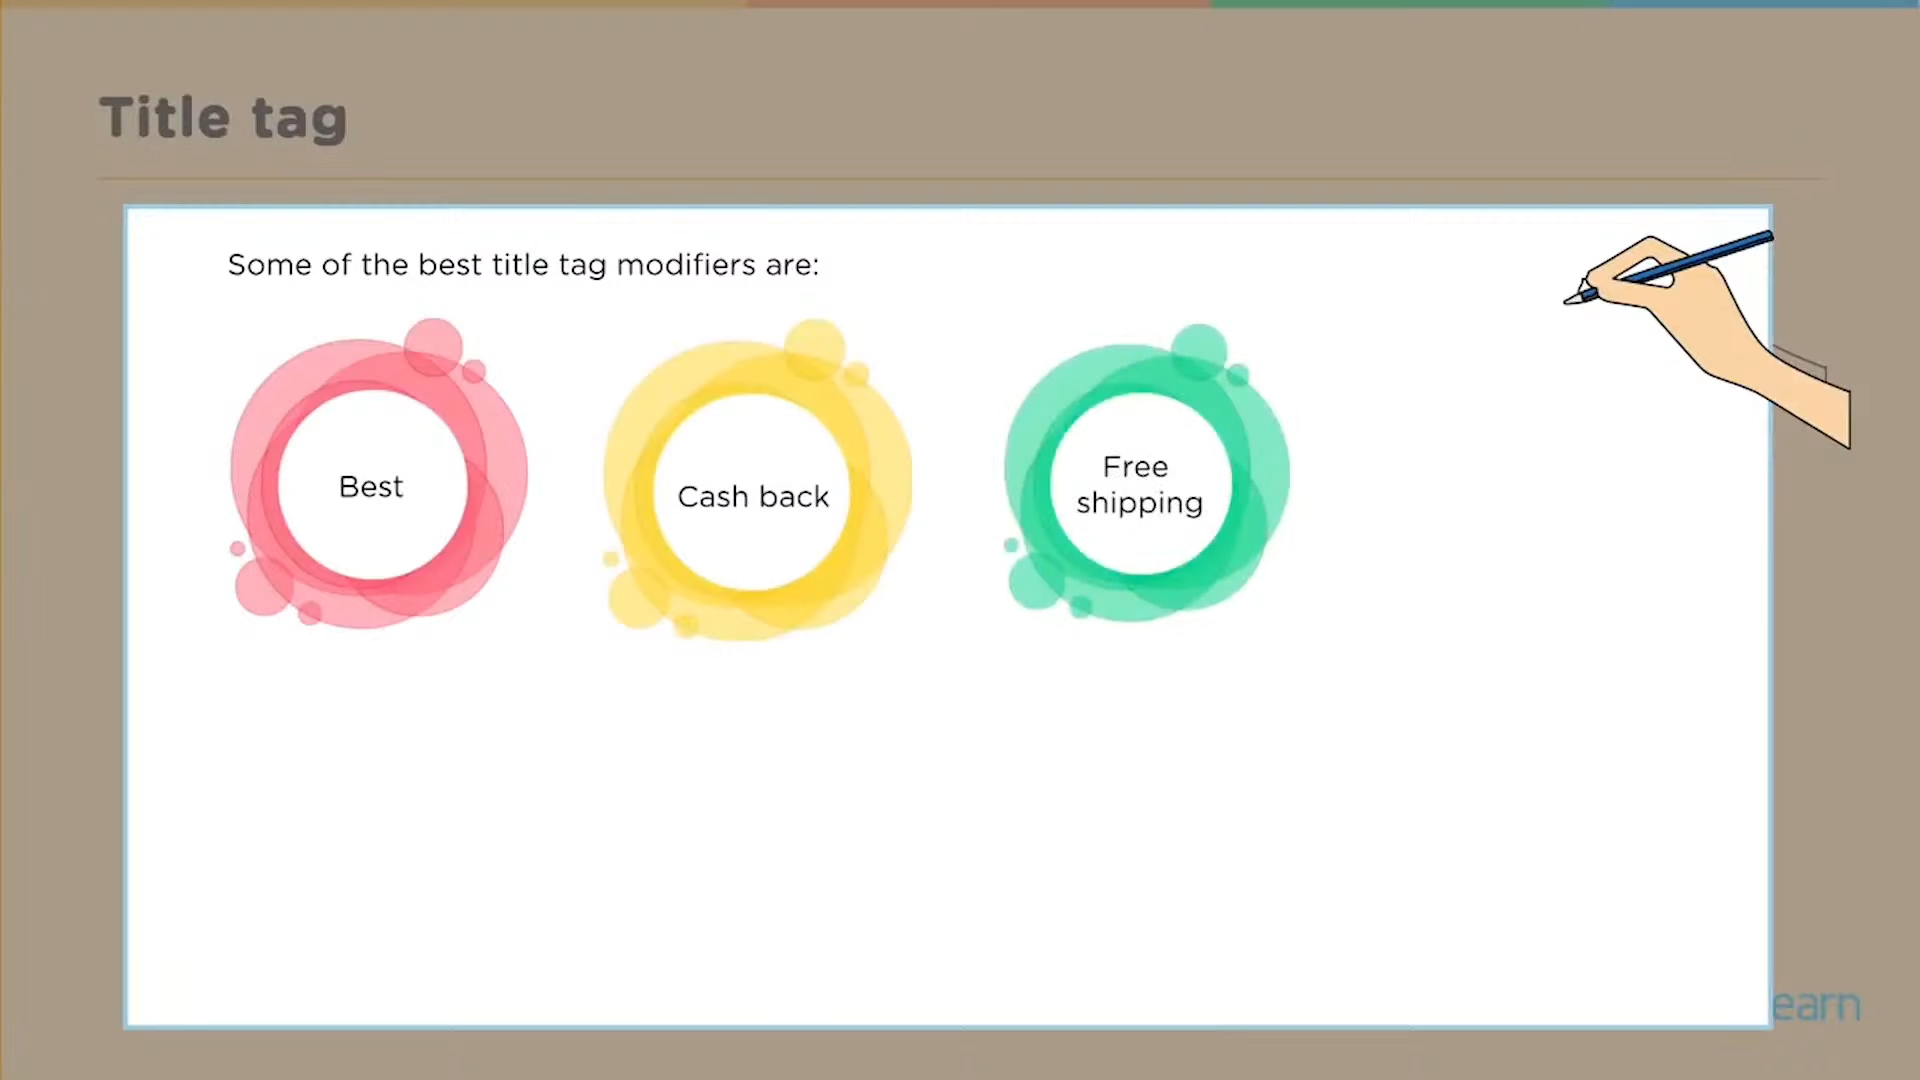 Title tag
Some of the best title tag modifiers are:
Best
Cash back
Free
shipping
earn